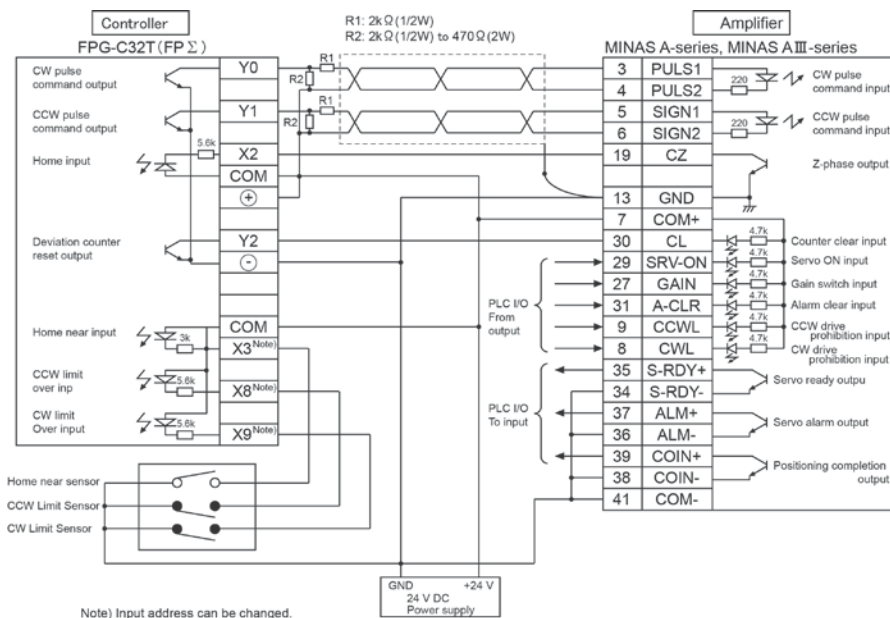 Controller
FPG-C32T(FPΣ)
R1: 2kΩ(1/2W)
R2: 2kΩ(1/2W) to 470Ω(2W)
Amplifier
MINAS A-series, MINAS AIII-series
CW pulse
command output
Y0
R1
R2
3 PULS1
4 PULS2
220
CW pulse
command input
CCW pulse
command output
Y1
R1
R2
5 SIGN1
6 SIGN2
220
CCW pulse
command input
Home input
5.6k
X2
COM
⊕
19 CZ
Z-phase output
13 GND
7 COM+
Deviation counter
reset output
Y2
⊖
30 CL
4.7k
Counter clear input
29 SRV-ON
4.7k
Servo ON input
27 GAIN
4.7k
Gain switch input
31 A-CLR
4.7k
Alarm clear input
9 CCWL
4.7k
CCW drive
prohibition input
8 CWL
4.7k
CW drive
prohibition input
PLC I/O
From
output
Home near input
3k
COM
X3 Note)
CCW limit
over inp
5.6k
X8 Note)
CW limit
Over input
5.6k
X9 Note)
35 S-RDY+
34 S-RDY-
Servo ready outpu
37 ALM+
36 ALM-
Servo alarm output
39 COIN+
38 COIN-
Positioning completion
output
41 COM-
PLC I/O
To input
Home near sensor
CCW Limit Sensor
CW Limit Sensor
GND +24 V
24 V DC
Power supply
Note) Input address can be changed.